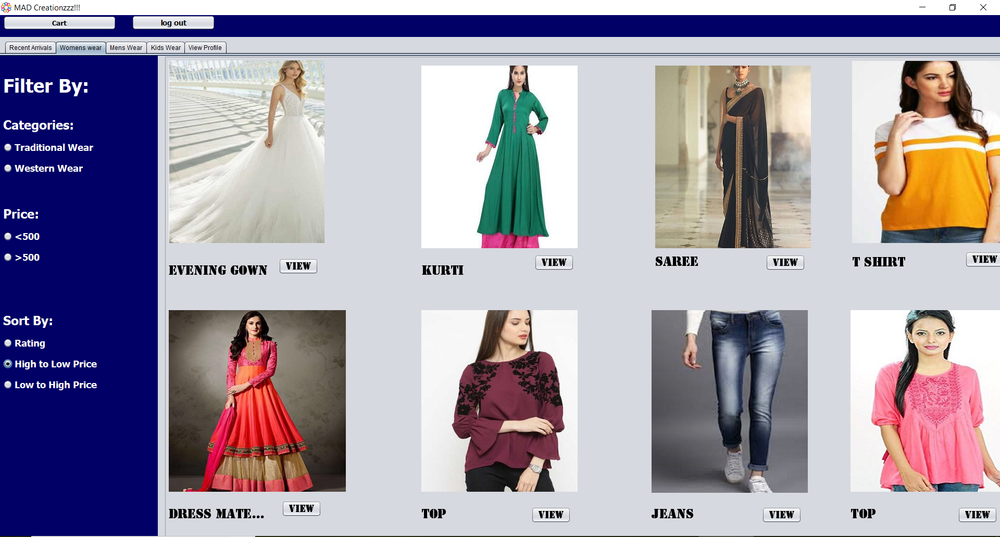 MAD Creationzzz!!!
Cart
log out
Recent Arrivals
Womens wear
Mens Wear
Kids Wear
View Profile
Filter By:
Categories:
Traditional Wear
Western Wear
Price:
<500
>500
Sort By:
Rating
High to Low Price
Low to High Price
EVENING GOWN
VIEW
KURTI
VIEW
SAREE
VIEW
T SHIRT
VIEW
DRESS MATE...
VIEW
TOP
VIEW
JEANS
VIEW
TOP
VIEW